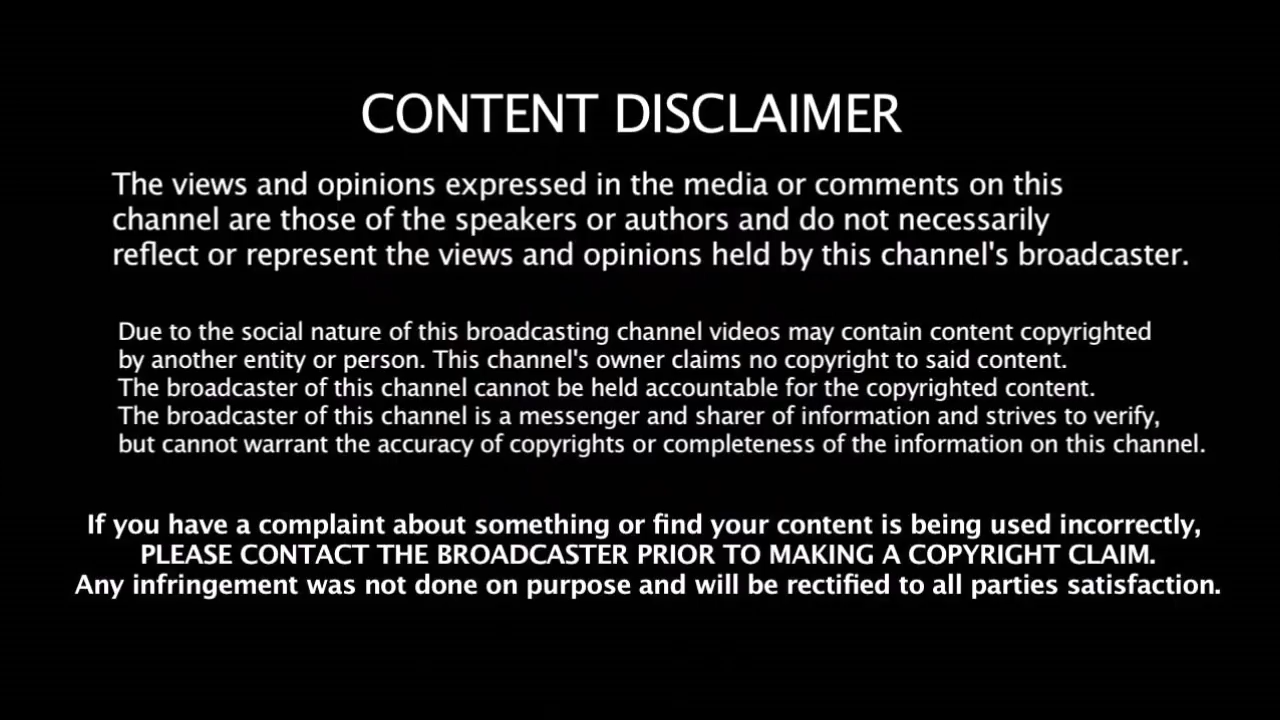 CONTENT DISCLAIMER
The views and opinions expressed in the media or comments on this
channel are those of the speakers or authors and do not necessarily
reflect or represent the views and opinions held by this channel's broadcaster.
Due to the social nature of this broadcasting channel videos may contain content copyrighted
by another entity or person. This channel's owner claims no copyright to said content.
The broadcaster of this channel cannot be held accountable for the copyrighted content.
The broadcaster of this channel is a messenger and sharer of information and strives to verify,
but cannot warrant the accuracy of copyrights or completeness of the information on this channel.
If you have a complaint about something or find your content is being used incorrectly,
PLEASE CONTACT THE BROADCASTER PRIOR TO MAKING A COPYRIGHT CLAIM.
Any infringement was not done on purpose and will be rectified to all parties satisfaction.